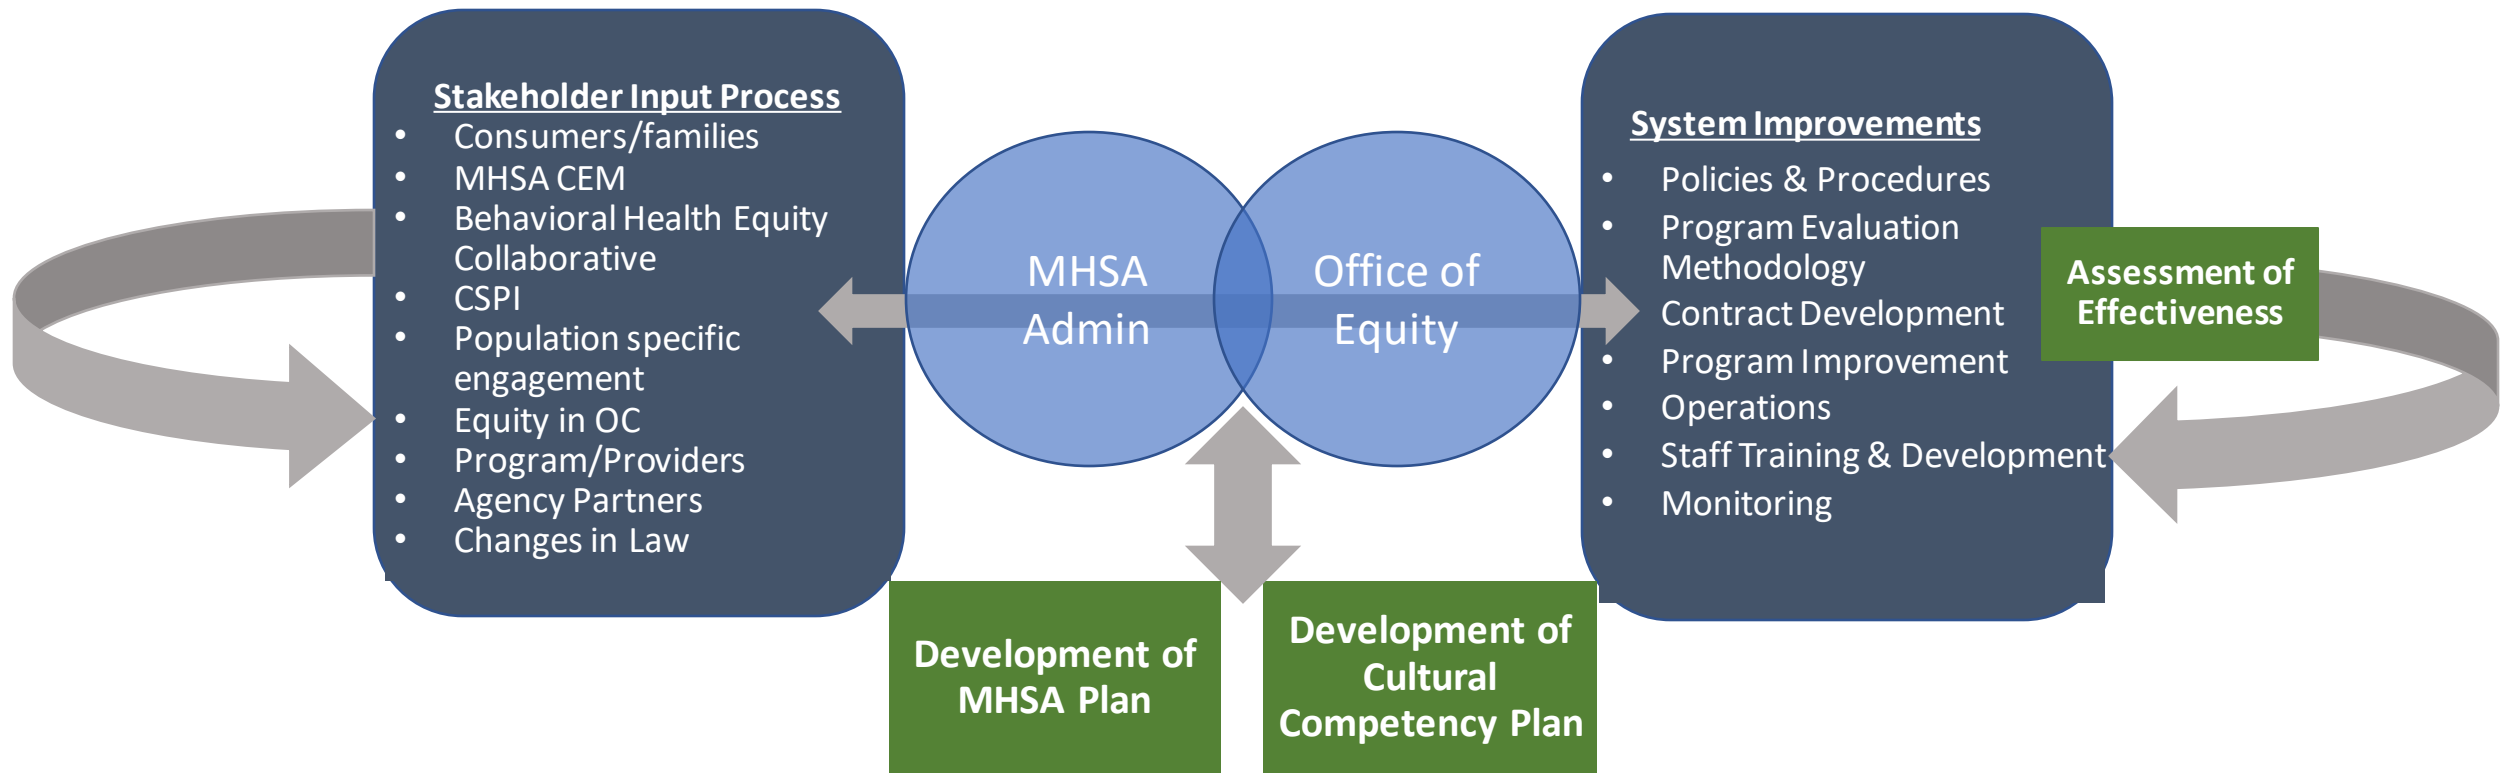 Stakeholder Input Process
• Consumers/families
• MHSA CEM
• Behavioral Health Equity
Collaborative
• CSPI
• Population specific
engagement
• Equity in OC
• Program/Providers
• Agency Partners
• Changes in Law
MHSA
Admin
Office of
Equity
System Improvements
• Policies & Procedures
• Program Evaluation
Methodology
Contract Development
• Program Improvement
• Operations
• Staff Training & Development
• Monitoring
Assessment of
Effectiveness
Development of
MHSA Plan
Development of
Cultural
Competency Plan